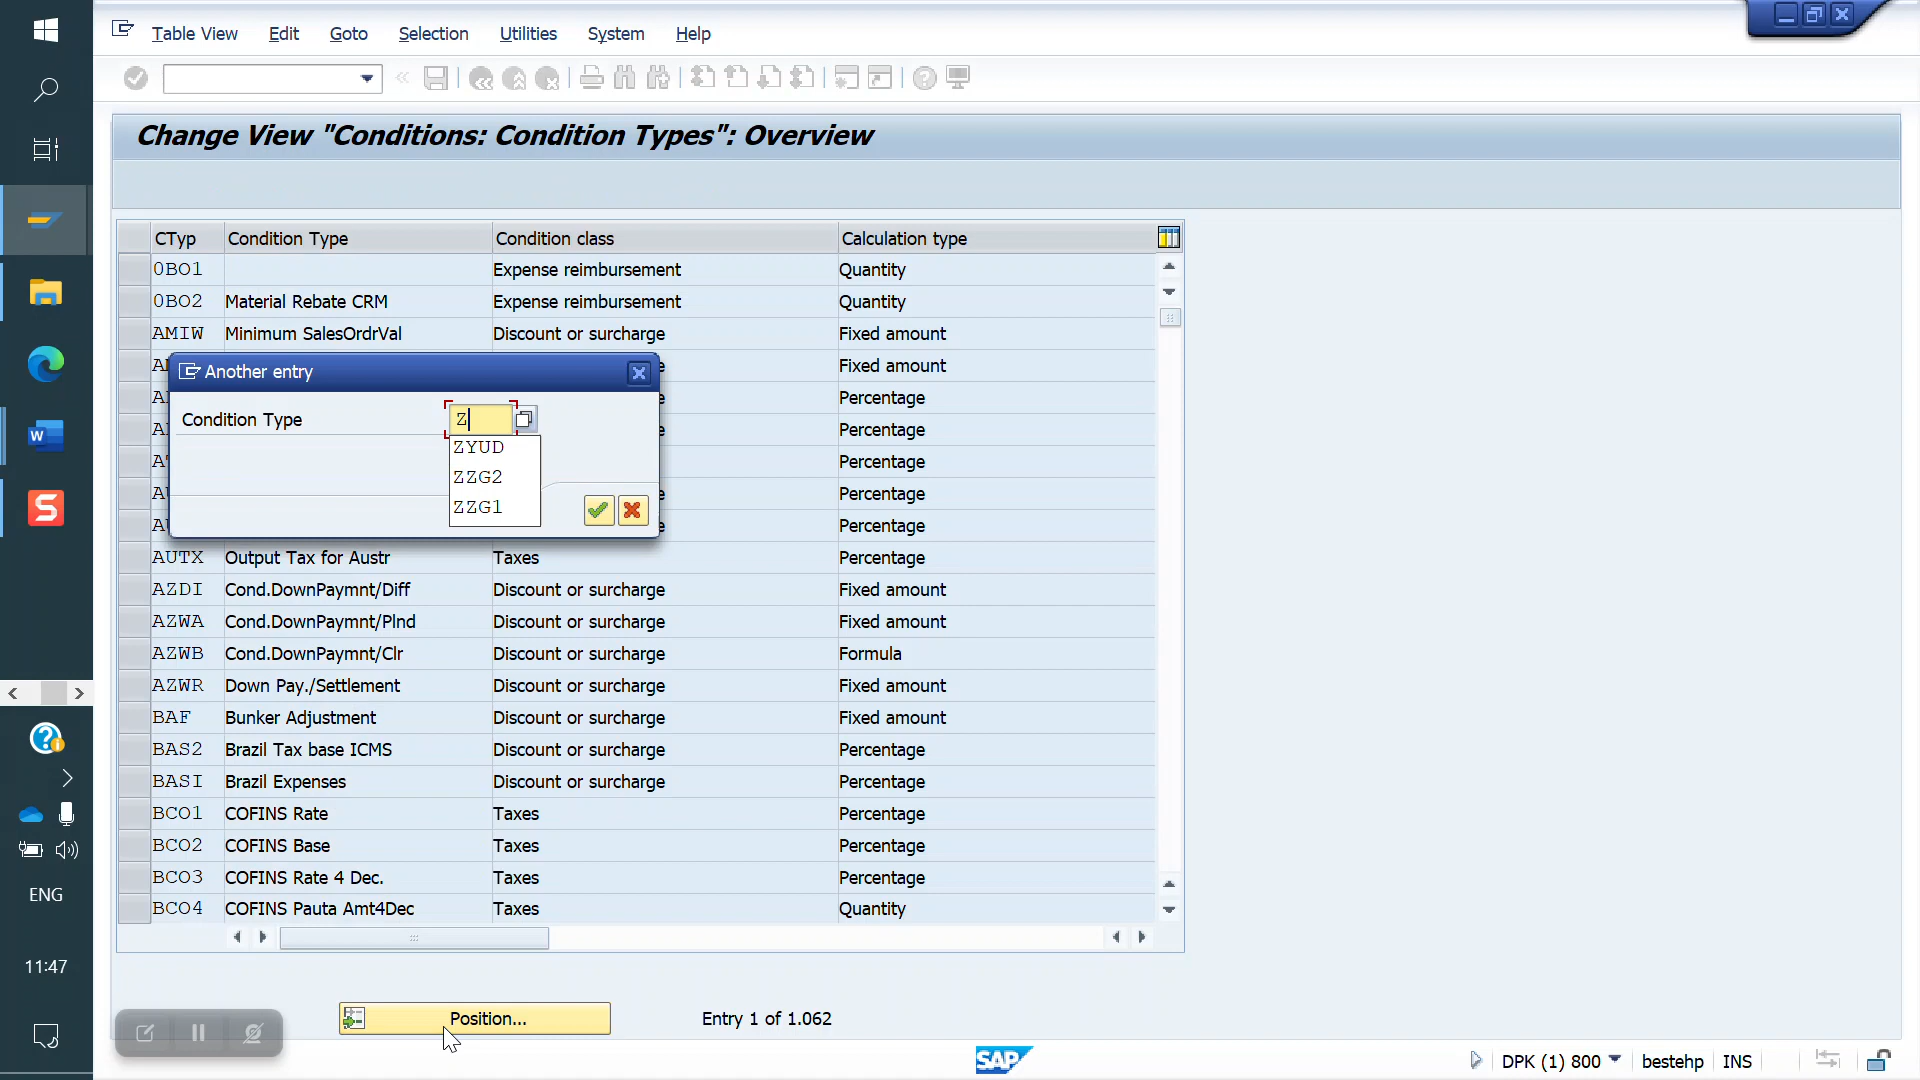 Table View Edit Goto Selection Utilities System Help
Change View "Conditions: Condition Types": Overview
CTyp Condition Type Condition class Calculation type
0BO1 Expense reimbursement Quantity
0BO2 Material Rebate CRM Expense reimbursement Quantity
AMIW Minimum SalesOrdrVal Discount or surcharge Fixed amount
Fixed amount
Another entry
Percentage
Condition Type Z
Percentage
ZYUD
Percentage
ZZG2
Percentage
ZZG1
Percentage
AUTX Output Tax for Austr Taxes Percentage
AZDI Cond.DownPaymnt/Diff Discount or surcharge Fixed amount
AZWA Cond.DownPaymnt/Plnd Discount or surcharge Fixed amount
AZWB Cond.DownPaymnt/Clr Discount or surcharge Formula
AZWR Down Pay./Settlement Discount or surcharge Fixed amount
BAF Bunker Adjustment Discount or surcharge Fixed amount
BAS2 Brazil Tax base ICMS Discount or surcharge Percentage
BASI Brazil Expenses Discount or surcharge Percentage
BCO1 COFINS Rate Taxes Percentage
BCO2 COFINS Base Taxes Percentage
BCO3 COFINS Rate 4 Dec. Taxes Percentage
BCO4 COFINS Pauta Amt4Dec Taxes Quantity
ENG
11:47
Position... Entry 1 of 1.062
SAP DPK (1) 800 bestehp INS